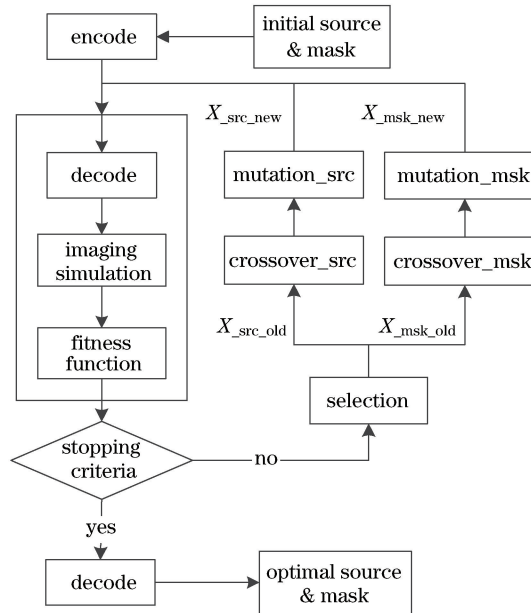 encode
initial source
& mask
X_src_new
X_msk_new
decode
mutation_src
mutation_msk
imaging
simulation
crossover_src
crossover_msk
X_src_old
X_msk_old
fitness
function
selection
stopping
criteria
no
yes
decode
optimal source
& mask